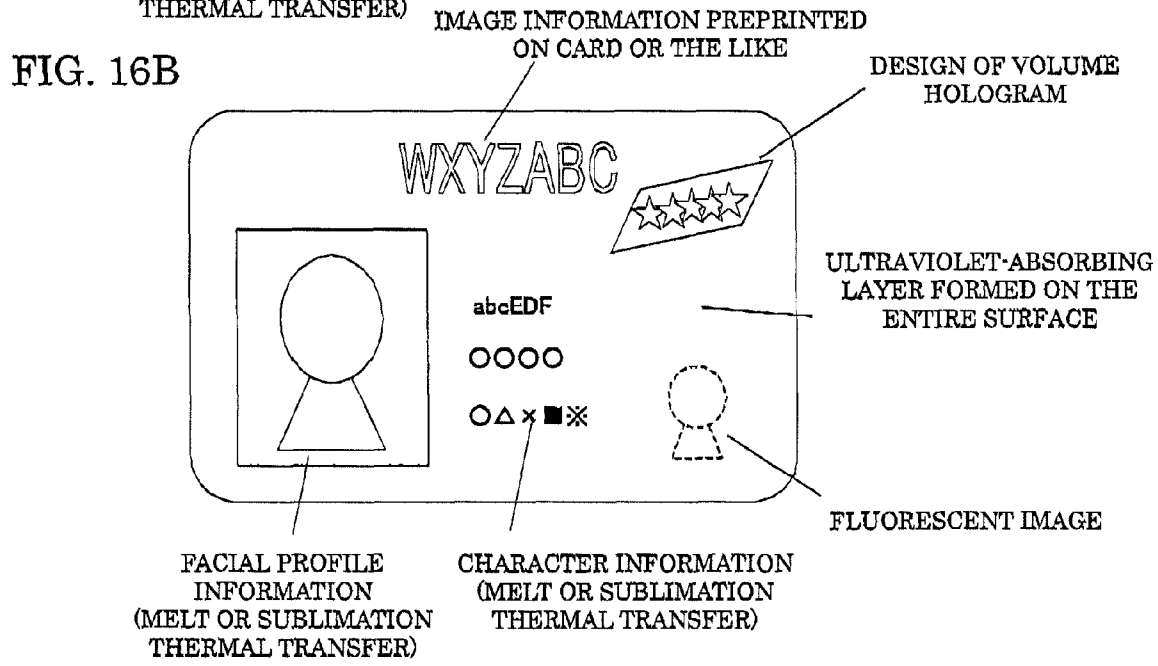 THERMAL TRANSFER)
IMAGE INFORMATION PREPRINTED
ON CARD OR THE LIKE
FIG. 16B
DESIGN OF VOLUME
HOLOGRAM
WXYZABC
ULTRAVIOLET-ABSORBING
LAYER FORMED ON THE
ENTIRE SURFACE
abcEDF
○○○○
○△×■※
FLUORESCENT IMAGE
FACIAL PROFILE
INFORMATION
(MELT OR SUBLIMATION
THERMAL TRANSFER)
CHARACTER INFORMATION
(MELT OR SUBLIMATION
THERMAL TRANSFER)